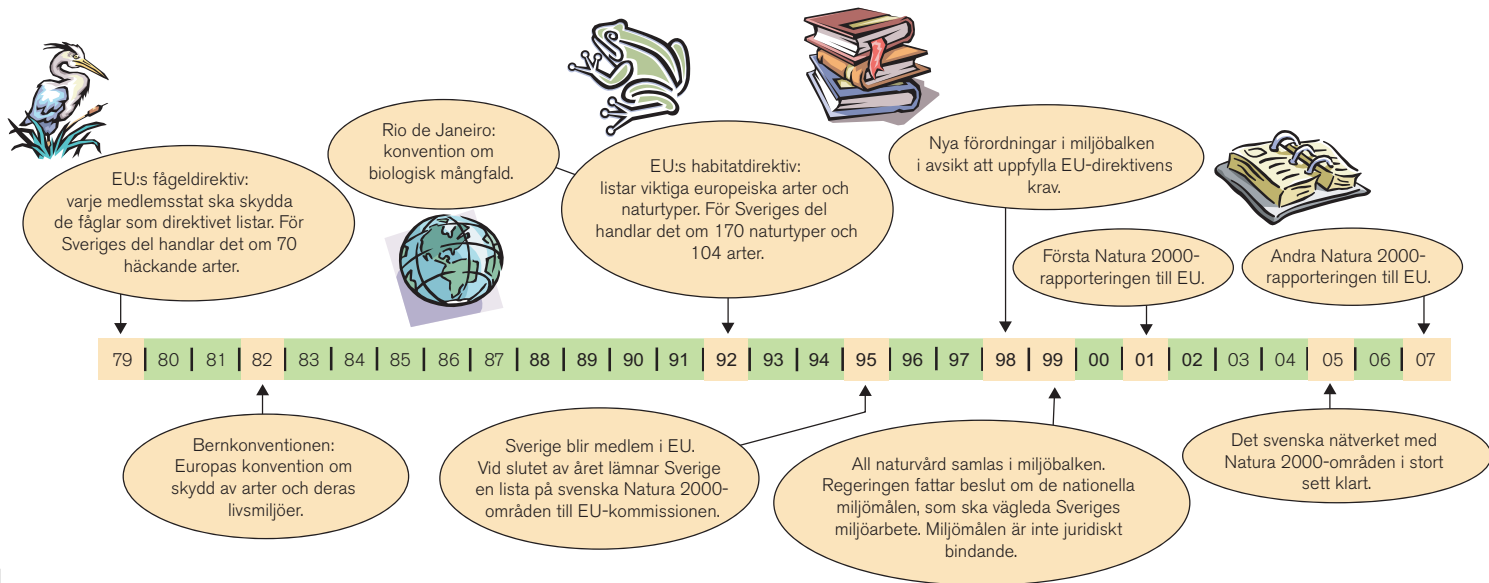 EU:s fågeldirektiv:
varje medlemsstat ska skydda
de fåglar som direktivet listar. För
Sveriges del handlar det om 70
häckande arter.
Rio de Janeiro:
konvention om
biologisk mångfald.
EU:s habitatdirektiv:
listar viktiga europeiska arter och
naturtyper. För Sveriges del
handlar det om 170 naturtyper och
104 arter.
Nya förordningar i miljöbalken
i avsikt att uppfylla EU-direktivens
krav.
Första Natura 2000-
rapporteringen till EU.
Andra Natura 2000-
rapporteringen till EU.
79 80 81 82 83 84 85 86 87 88 89 90 91 92 93 94 95 96 97 98 99 00 01 02 03 04 05 06 07
Bernkonventionen:
Europas konvention om
skydd av arter och deras
livsmiljöer.
Sverige blir medlem i EU.
Vid slutet av året lämnar Sverige
en lista på svenska Natura 2000-
områden till EU-kommissionen.
All naturvård samlas i miljöbalken.
Regeringen fattar beslut om de nationella
miljömålen, som ska vägleda Sveriges
miljöarbete. Miljömålen är inte juridiskt
bindande.
Det svenska nätverket med
Natura 2000-områden i stort
sett klart.